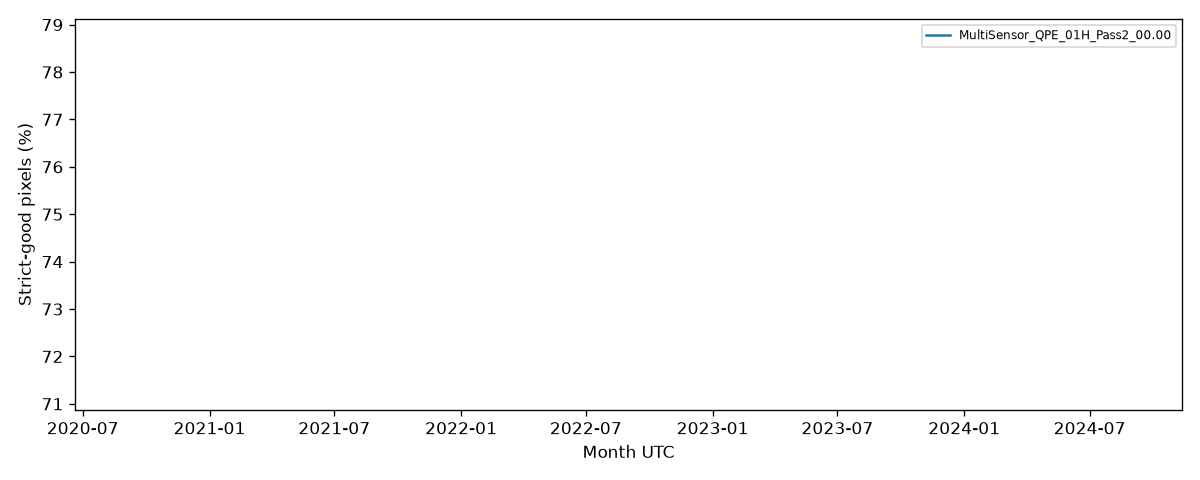 MultiSensor_QPE_01H_Pass2_00.00
Strict-good pixels (%)
79
78
77
76
75
74
73
72
71
2020-07 2021-01 2021-07 2022-01 2022-07 2023-01 2023-07 2024-01 2024-07
Month UTC